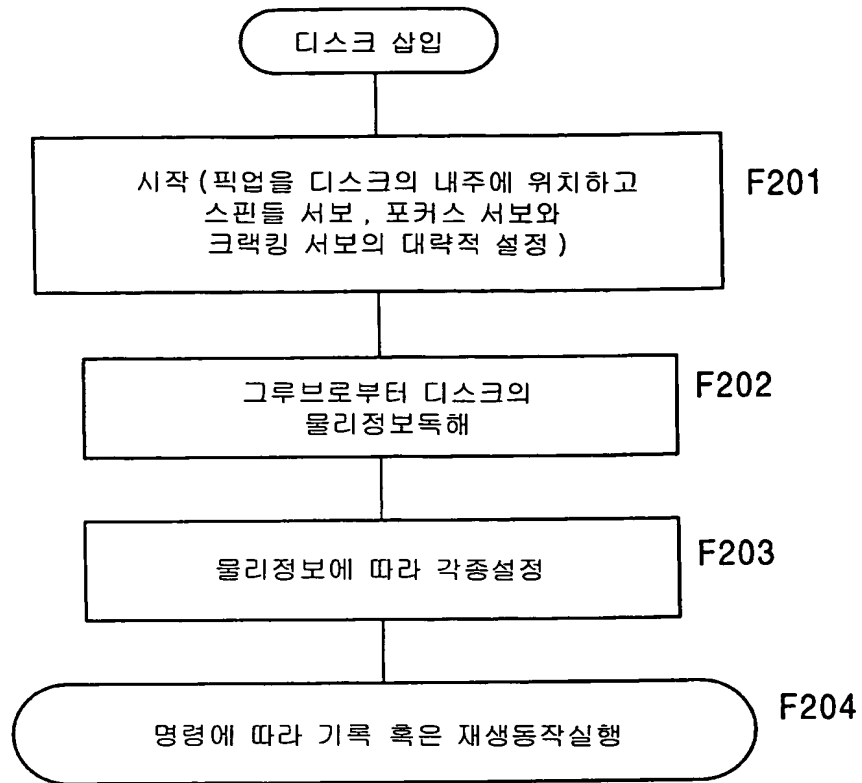 디스크 삽입
시작 (픽업을 디스크의 내주에 위치하고
스핀들 서보 , 포커스 서보와
크랙킹 서보의 대략적 설정 )
F201
그루브로부터 디스크의
물리정보독해
F202
물리정보에 따라 각종설정
F203
명령에 따라 기록 혹은 재생동작실행
F204